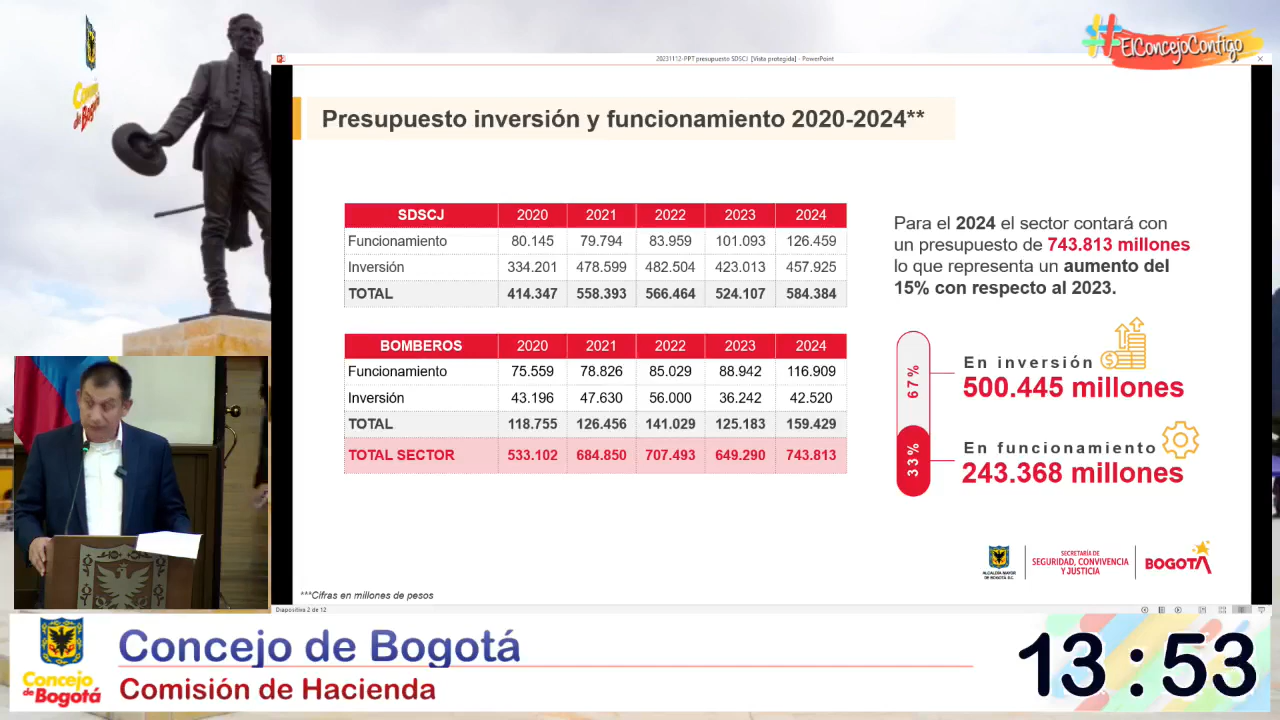 #ElConcejoContigo
Concejo
de Bogotá
20231112-PPT presupuesto SDSCJ [Vista protegida] - PowerPoint
Presupuesto inversión y funcionamiento 2020-2024**
SDSCJ 2020 2021 2022 2023 2024
Funcionamiento 80.145 79.794 83.959 101.093 126.459
Inversión 334.201 478.599 482.504 423.013 457.925
TOTAL 414.347 558.393 566.464 524.107 584.384
BOMBEROS 2020 2021 2022 2023 2024
Funcionamiento 75.559 78.826 85.029 88.942 116.909
Inversión 43.196 47.630 56.000 36.242 42.520
TOTAL 118.755 126.456 141.029 125.183 159.429
TOTAL SECTOR 533.102 684.850 707.493 649.290 743.813
Para el 2024 el sector contará con
un presupuesto de 743.813 millones
lo que representa un aumento del
15% con respecto al 2023.
67%
En inversión
500.445 millones
33%
En funcionamiento
243.368 millones
ALCALDÍA MAYOR
DE BOGOTÁ D.C.
SECRETARÍA DE
SEGURIDAD, CONVIVENCIA
Y JUSTICIA
BOGOTÁ
***Cifras en millones de pesos
Diapositiva 2 de 12
Concejo
de Bogotá
Concejo de Bogotá
Comisión de Hacienda
13:53